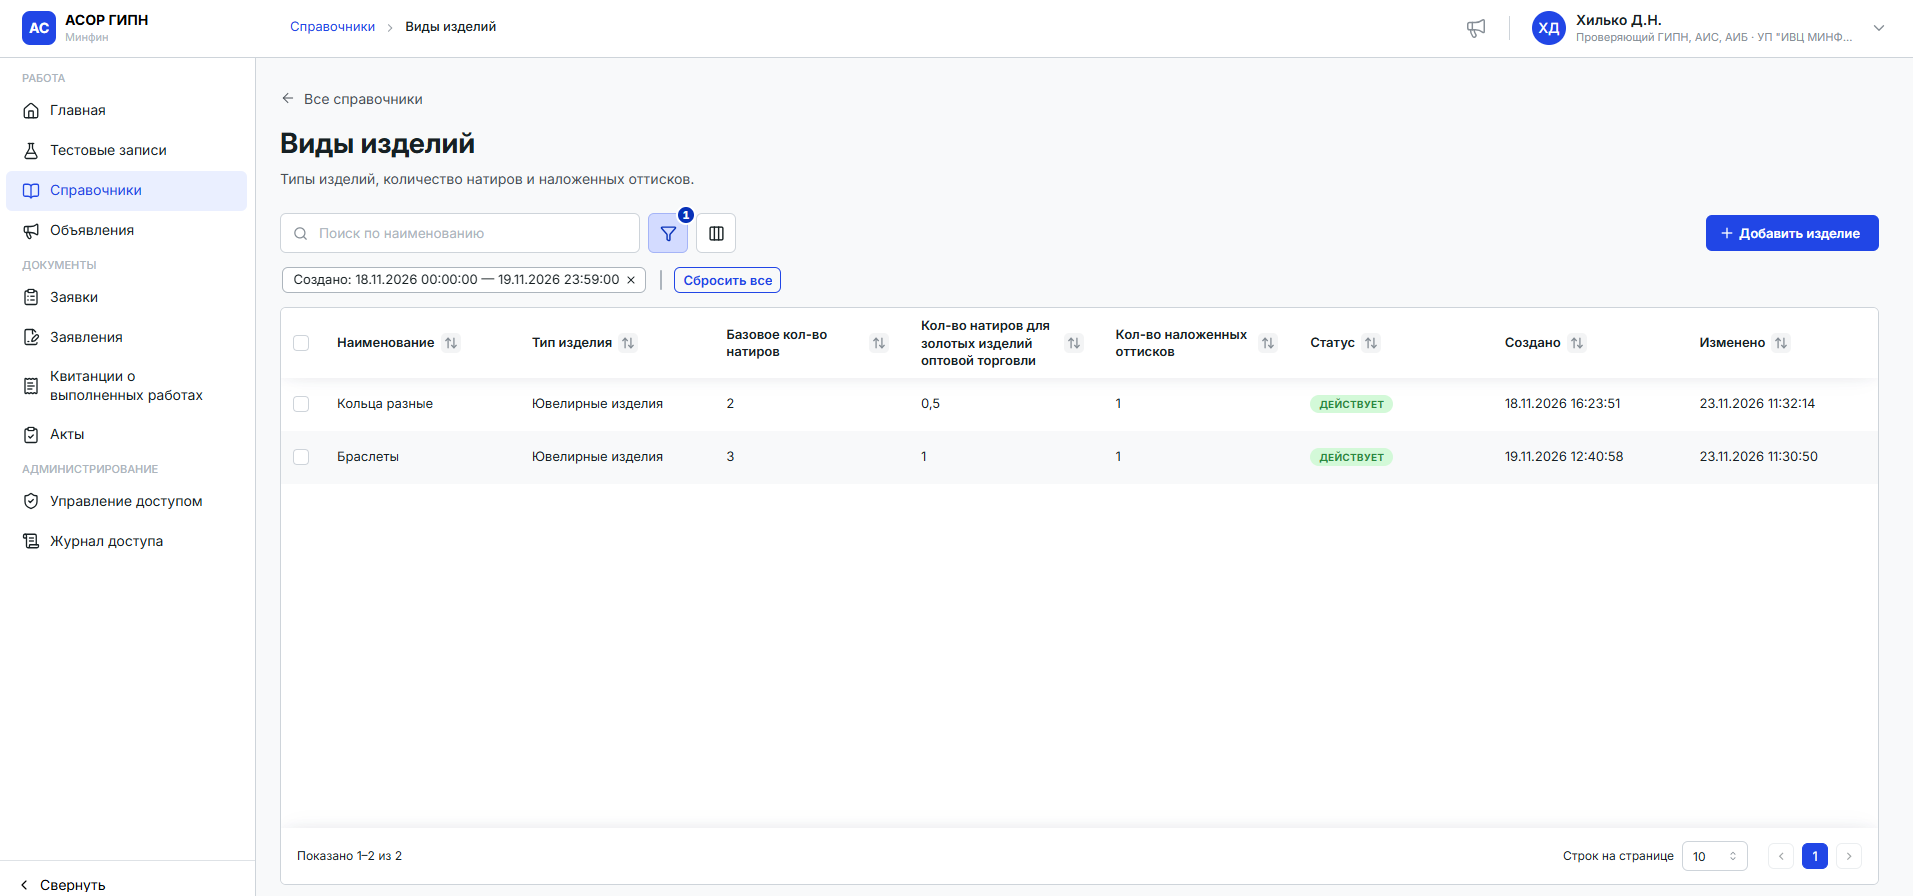 АС
АСОР ГИПН
Минфин
Справочники
Виды изделий
ХД
Хилько Д.Н.
Проверяющий ГИПН, АИС, АИБ · УП "ИВЦ МИНФ...
РАБОТА
Главная
Тестовые записи
Справочники
Объявления
ДОКУМЕНТЫ
Заявки
Заявления
Квитанции о
выполненных работах
Акты
АДМИНИСТРИРОВАНИЕ
Управление доступом
Журнал доступа
Свернуть
Все справочники
Виды изделий
Типы изделий, количество натиров и наложенных оттисков.
Поиск по наименованию
1
Добавить изделие
Создано: 18.11.2026 00:00:00 — 19.11.2026 23:59:00
Сбросить все
Наименование
Тип изделия
Базовое кол-во
натиров
Кол-во натиров для
золотых изделий
оптовой торговли
Кол-во наложенных
оттисков
Статус
Создано
Изменено
Кольца разные Ювелирные изделия 2 0,5 1 ДЕЙСТВУЕТ 18.11.2026 16:23:51 23.11.2026 11:32:14
Браслеты Ювелирные изделия 3 1 1 ДЕЙСТВУЕТ 19.11.2026 12:40:58 23.11.2026 11:30:50
Показано 1–2 из 2
Строк на странице 10 1